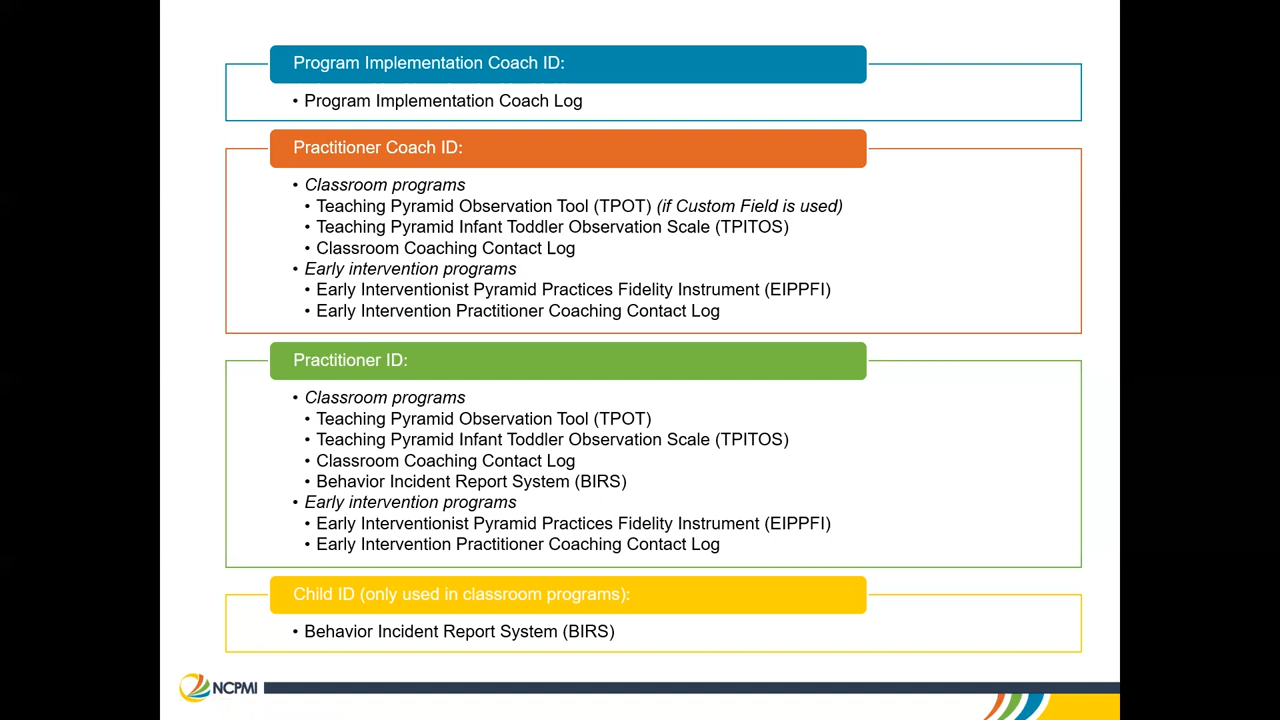 Program Implementation Coach ID:
• Program Implementation Coach Log
Practitioner Coach ID:
• Classroom programs
• Teaching Pyramid Observation Tool (TPOT) (if Custom Field is used)
• Teaching Pyramid Infant Toddler Observation Scale (TPITOS)
• Classroom Coaching Contact Log
• Early intervention programs
• Early Interventionist Pyramid Practices Fidelity Instrument (EIPPFI)
• Early Intervention Practitioner Coaching Contact Log
Practitioner ID:
• Classroom programs
• Teaching Pyramid Observation Tool (TPOT)
• Teaching Pyramid Infant Toddler Observation Scale (TPITOS)
• Classroom Coaching Contact Log
• Behavior Incident Report System (BIRS)
• Early intervention programs
• Early Interventionist Pyramid Practices Fidelity Instrument (EIPPFI)
• Early Intervention Practitioner Coaching Contact Log
Child ID (only used in classroom programs):
• Behavior Incident Report System (BIRS)
NCPMI